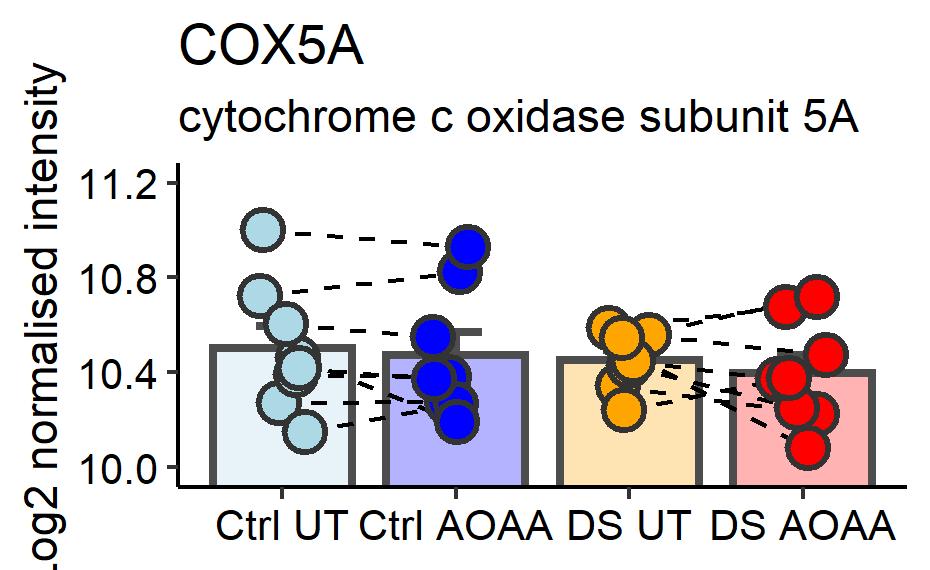 COX5A
cytochrome c oxidase subunit 5A
Log2 normalised intensity
11.2
10.8
10.4
10.0
Ctrl UT Ctrl AOAA DS UT DS AOAA